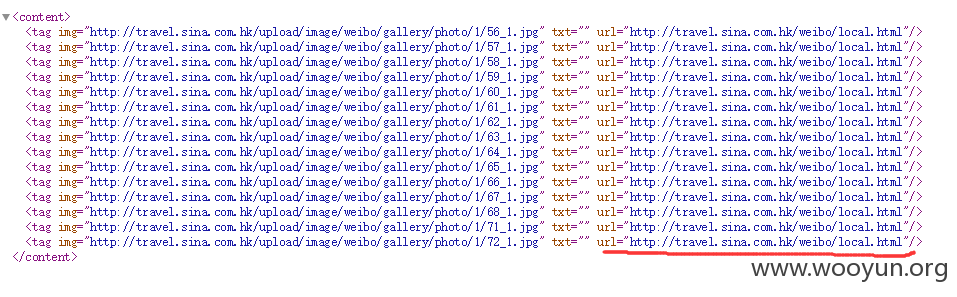 <content>
<tag img="http://travel.sina.com.hk/upload/image/weibo/gallery/photo/1/56_1.jpg" txt="" url="http://travel.sina.com.hk/weibo/local.html"/>
<tag img="http://travel.sina.com.hk/upload/image/weibo/gallery/photo/1/57_1.jpg" txt="" url="http://travel.sina.com.hk/weibo/local.html"/>
<tag img="http://travel.sina.com.hk/upload/image/weibo/gallery/photo/1/58_1.jpg" txt="" url="http://travel.sina.com.hk/weibo/local.html"/>
<tag img="http://travel.sina.com.hk/upload/image/weibo/gallery/photo/1/59_1.jpg" txt="" url="http://travel.sina.com.hk/weibo/local.html"/>
<tag img="http://travel.sina.com.hk/upload/image/weibo/gallery/photo/1/60_1.jpg" txt="" url="http://travel.sina.com.hk/weibo/local.html"/>
<tag img="http://travel.sina.com.hk/upload/image/weibo/gallery/photo/1/61_1.jpg" txt="" url="http://travel.sina.com.hk/weibo/local.html"/>
<tag img="http://travel.sina.com.hk/upload/image/weibo/gallery/photo/1/62_1.jpg" txt="" url="http://travel.sina.com.hk/weibo/local.html"/>
<tag img="http://travel.sina.com.hk/upload/image/weibo/gallery/photo/1/63_1.jpg" txt="" url="http://travel.sina.com.hk/weibo/local.html"/>
<tag img="http://travel.sina.com.hk/upload/image/weibo/gallery/photo/1/64_1.jpg" txt="" url="http://travel.sina.com.hk/weibo/local.html"/>
<tag img="http://travel.sina.com.hk/upload/image/weibo/gallery/photo/1/65_1.jpg" txt="" url="http://travel.sina.com.hk/weibo/local.html"/>
<tag img="http://travel.sina.com.hk/upload/image/weibo/gallery/photo/1/66_1.jpg" txt="" url="http://travel.sina.com.hk/weibo/local.html"/>
<tag img="http://travel.sina.com.hk/upload/image/weibo/gallery/photo/1/67_1.jpg" txt="" url="http://travel.sina.com.hk/weibo/local.html"/>
<tag img="http://travel.sina.com.hk/upload/image/weibo/gallery/photo/1/68_1.jpg" txt="" url="http://travel.sina.com.hk/weibo/local.html"/>
<tag img="http://travel.sina.com.hk/upload/image/weibo/gallery/photo/1/71_1.jpg" txt="" url="http://travel.sina.com.hk/weibo/local.html"/>
<tag img="http://travel.sina.com.hk/upload/image/weibo/gallery/photo/1/72_1.jpg" txt="" url="http://travel.sina.com.hk/weibo/local.html"/>
</content>
www.wooyun.org